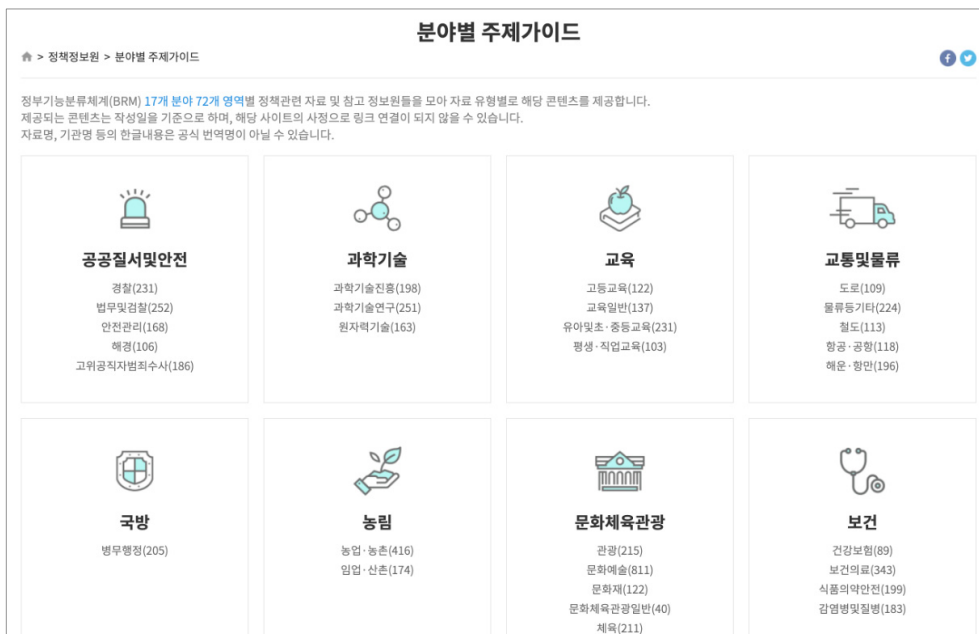 분야별 주제가이드
> 정책정보원 > 분야별 주제가이드
정부기능분류체계(BRM) 17개 분야 72개 영역별 정책관련 자료 및 참고 정보원들을 모아 자료 유형별로 해당 콘텐츠를 제공합니다.
제공되는 콘텐츠는 작성일을 기준으로 하며, 해당 사이트의 사정으로 링크 연결이 되지 않을 수 있습니다.
자료명, 기관명 등의 한글내용은 공식 번역명이 아닐 수 있습니다.
공공질서및안전
경찰(231)
법무및검찰(252)
안전관리(168)
해경(106)
고위공직자범죄수사(186)
과학기술
과학기술진흥(198)
과학기술연구(251)
원자력기술(163)
교육
고등교육(122)
교육일반(137)
유아및초·중등교육(231)
평생·직업교육(103)
교통및물류
도로(109)
물류등기타(224)
철도(113)
항공·공항(118)
해운·항만(196)
국방
병무행정(205)
농림
농업·농촌(416)
임업·산촌(174)
문화체육관광
관광(215)
문화예술(811)
문화재(122)
문화체육관광일반(40)
체육(211)
보건
건강보험(89)
보건의료(343)
식품의약안전(199)
감염병및질병(183)